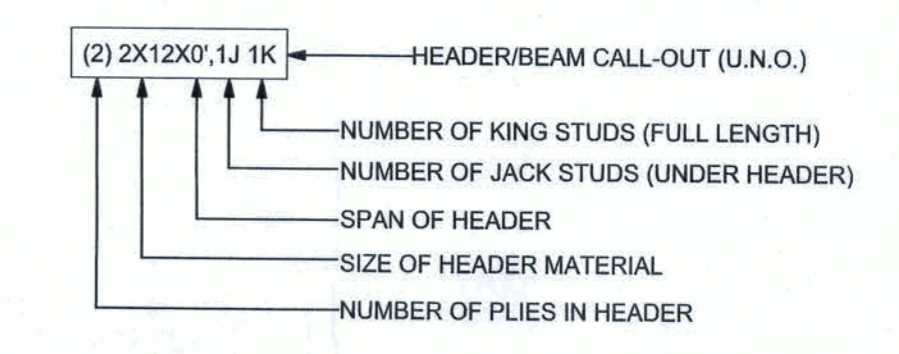 (2) 2X12X0',1J 1K HEADER/BEAM CALL-OUT (U.N.O.)
NUMBER OF KING STUDS (FULL LENGTH)
NUMBER OF JACK STUDS (UNDER HEADER)
SPAN OF HEADER
SIZE OF HEADER MATERIAL
NUMBER OF PLIES IN HEADER